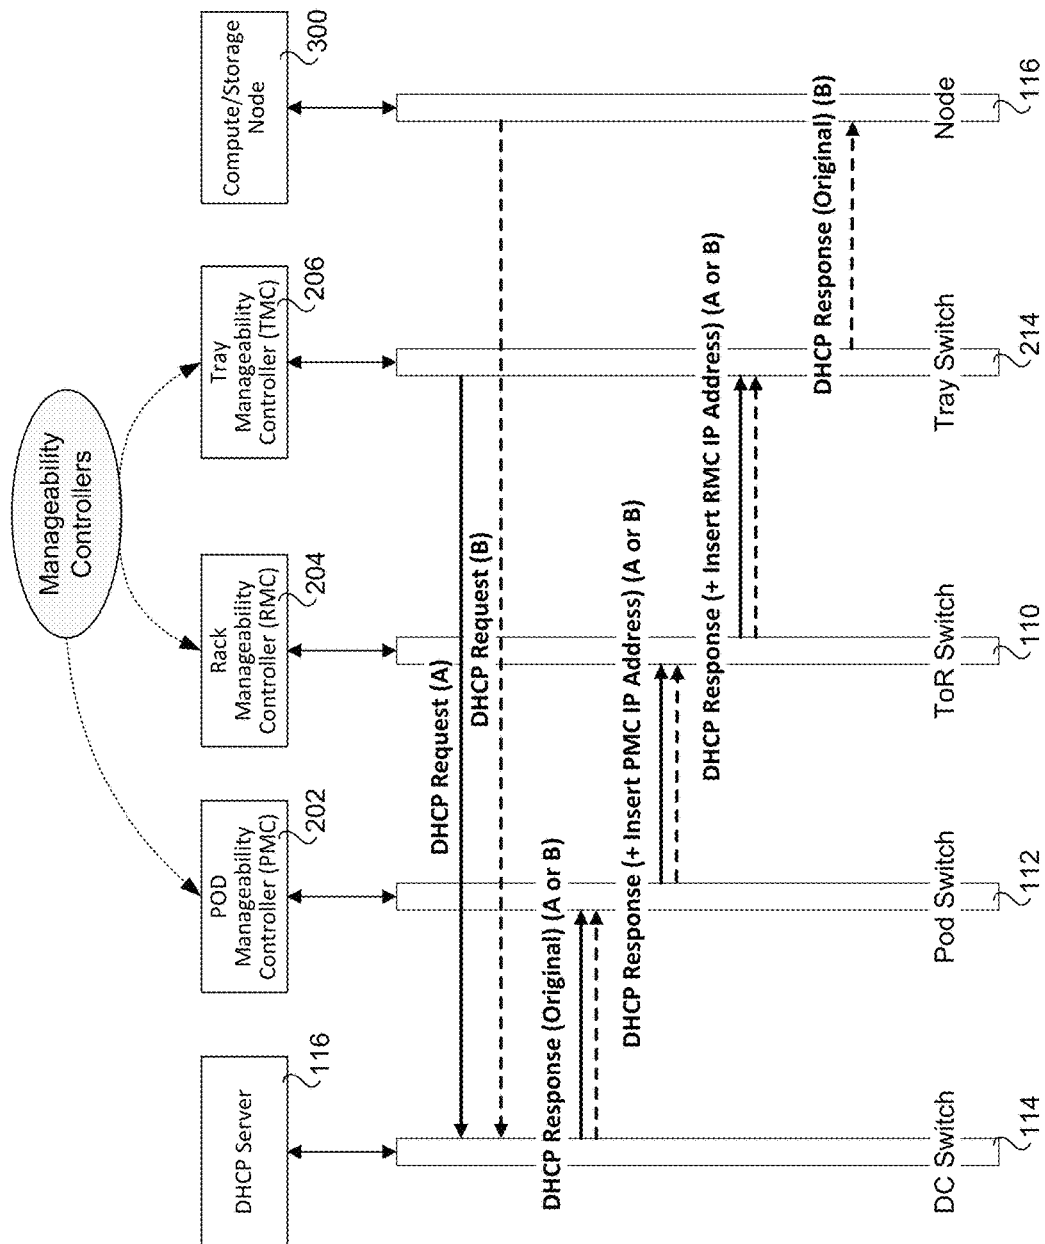 Manageability
Controllers
DHCP Server
116
POD
Manageability
Controller (PMC)
202
Rack
Manageability
Controller (RMC)
204
Tray
Manageability
Controller (TMC)
206
Compute/Storage
Node
300
DHCP Request (A)
DHCP Request (B)
DHCP Response (Original) (A or B)
DHCP Response (+ Insert PMC IP Address) (A or B)
DHCP Response (+ Insert RMC IP Address) (A or B)
DHCP Response (Original) (B)
DC Switch
114
Pod Switch
112
ToR Switch
110
Tray Switch
214
Node
116